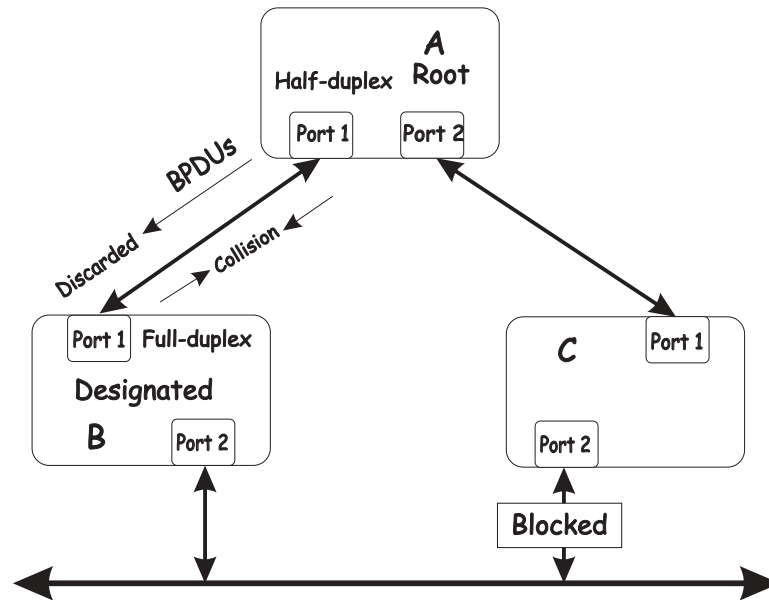 A
Half-duplex Root
Port 1 Port 2
BPDUs
Discarded
Collision
Port 1 Full-duplex
Designated
B
Port 2
C
Port 1
Port 2
Blocked